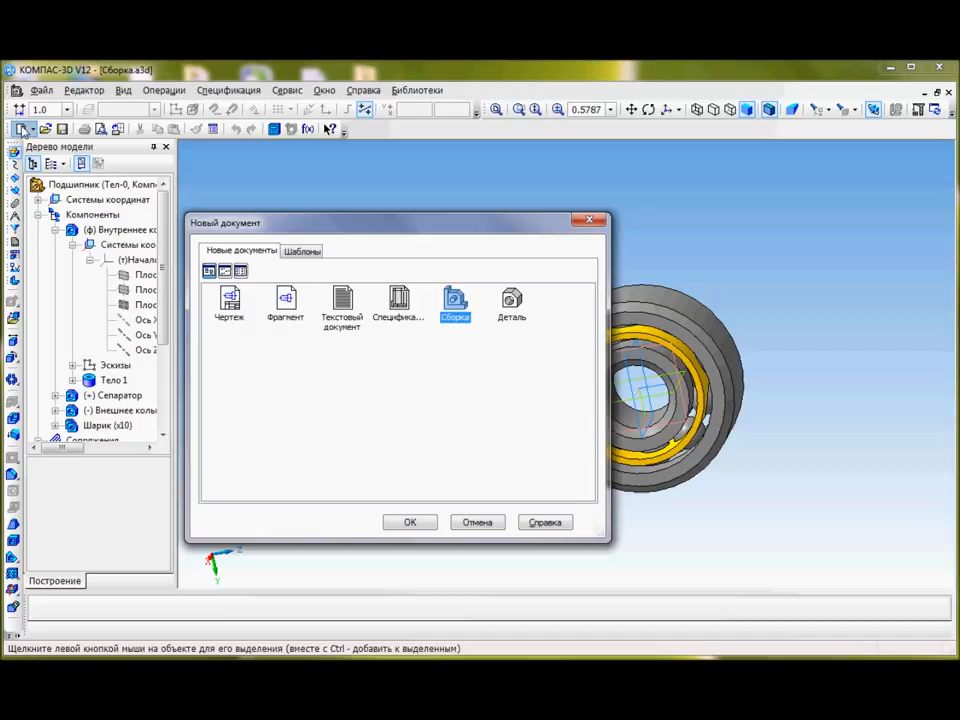 КОМПАС-3D V12 - [Сборка.a3d]
Файл Редактор Вид Операции Спецификация Сервис Окно Справка Библиотеки
1.0
0.5787
f(x)
Дерево модели
Подшипник (Тел-0, Комп
Системы координат
Компоненты
(ф) Внутреннее ко
Системы коо
(т)Начал
Плос
Плос
Плос
Ось X
Ось Y
Ось Z
Эскизы
Тело 1
(+) Сепаратор
(-) Внешнее коль
Шарик (x10)
Сопряжения
Построение
Новый документ
Новые документы Шаблоны
Чертеж Фрагмент Текстовый документ Специфика... Сборка Деталь
OK Отмена Справка
Z
X
Y
Щелкните левой кнопкой мыши на объекте для его выделения (вместе с Ctrl - добавить к выделенным)